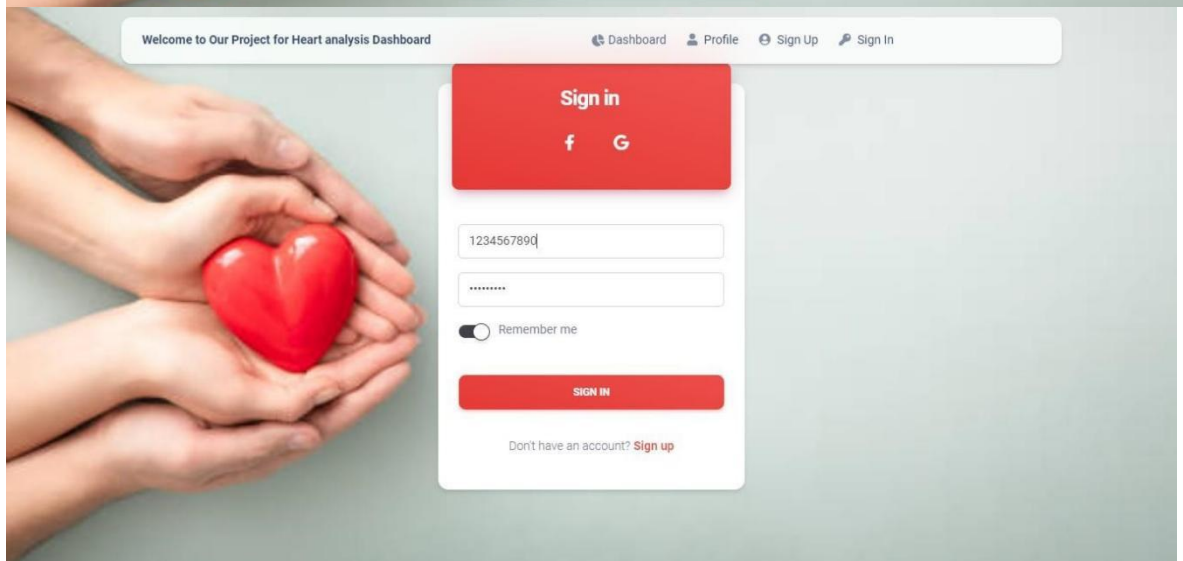 Welcome to Our Project for Heart analysis Dashboard
Dashboard Profile Sign Up Sign In
Sign in
f G
1234567890
•••••••••
Remember me
SIGN IN
Don't have an account? Sign up